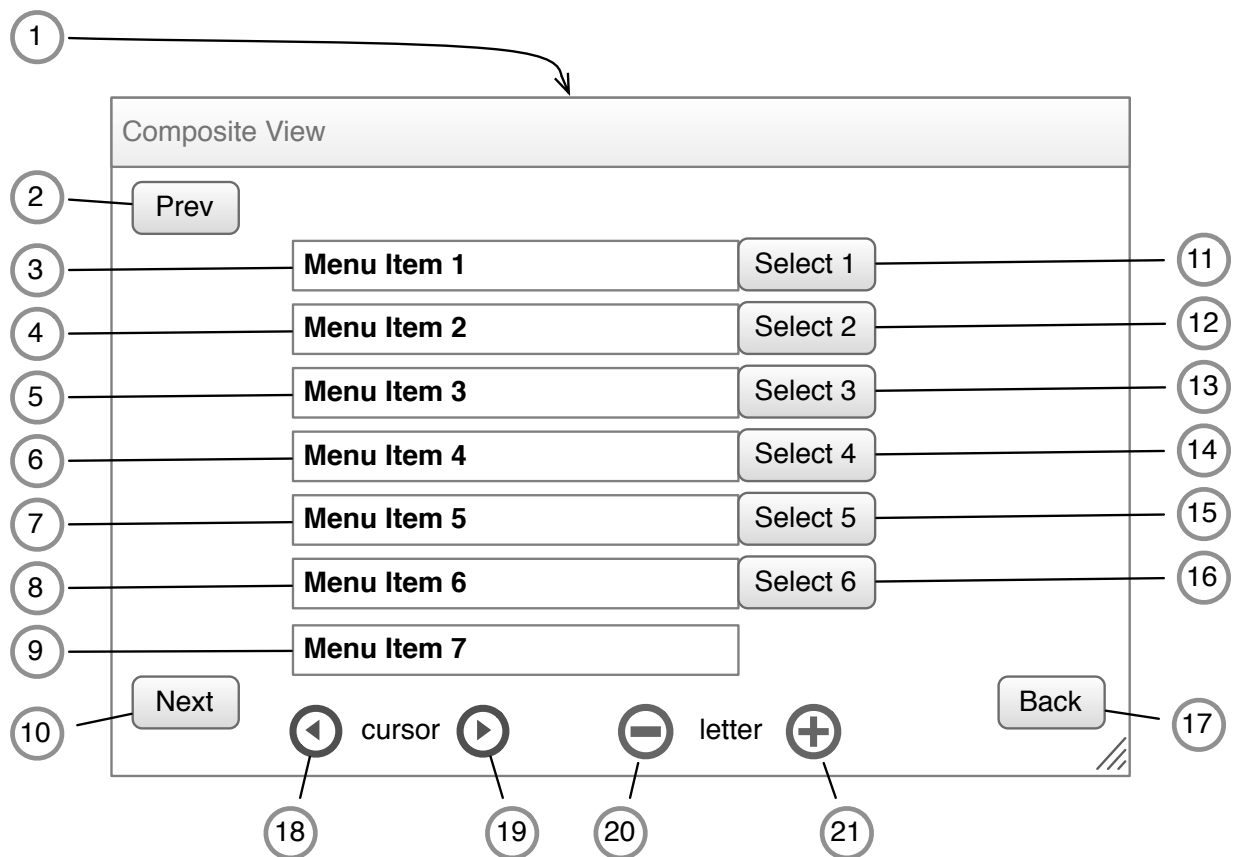 1
Composite View
2
Prev
3
Menu Item 1
Select 1
11
4
Menu Item 2
Select 2
12
5
Menu Item 3
Select 3
13
6
Menu Item 4
Select 4
14
7
Menu Item 5
Select 5
15
8
Menu Item 6
Select 6
16
9
Menu Item 7
10
Next
cursor
letter
Back
17
18
19
20
21